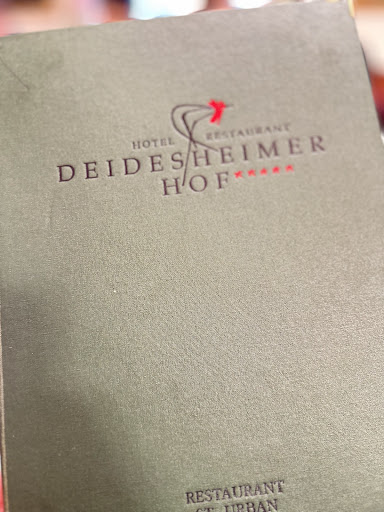 HOTEL RESTAURANT
DEIDESHEIMER
HOF*****
RESTAURANT
ST. URBAN